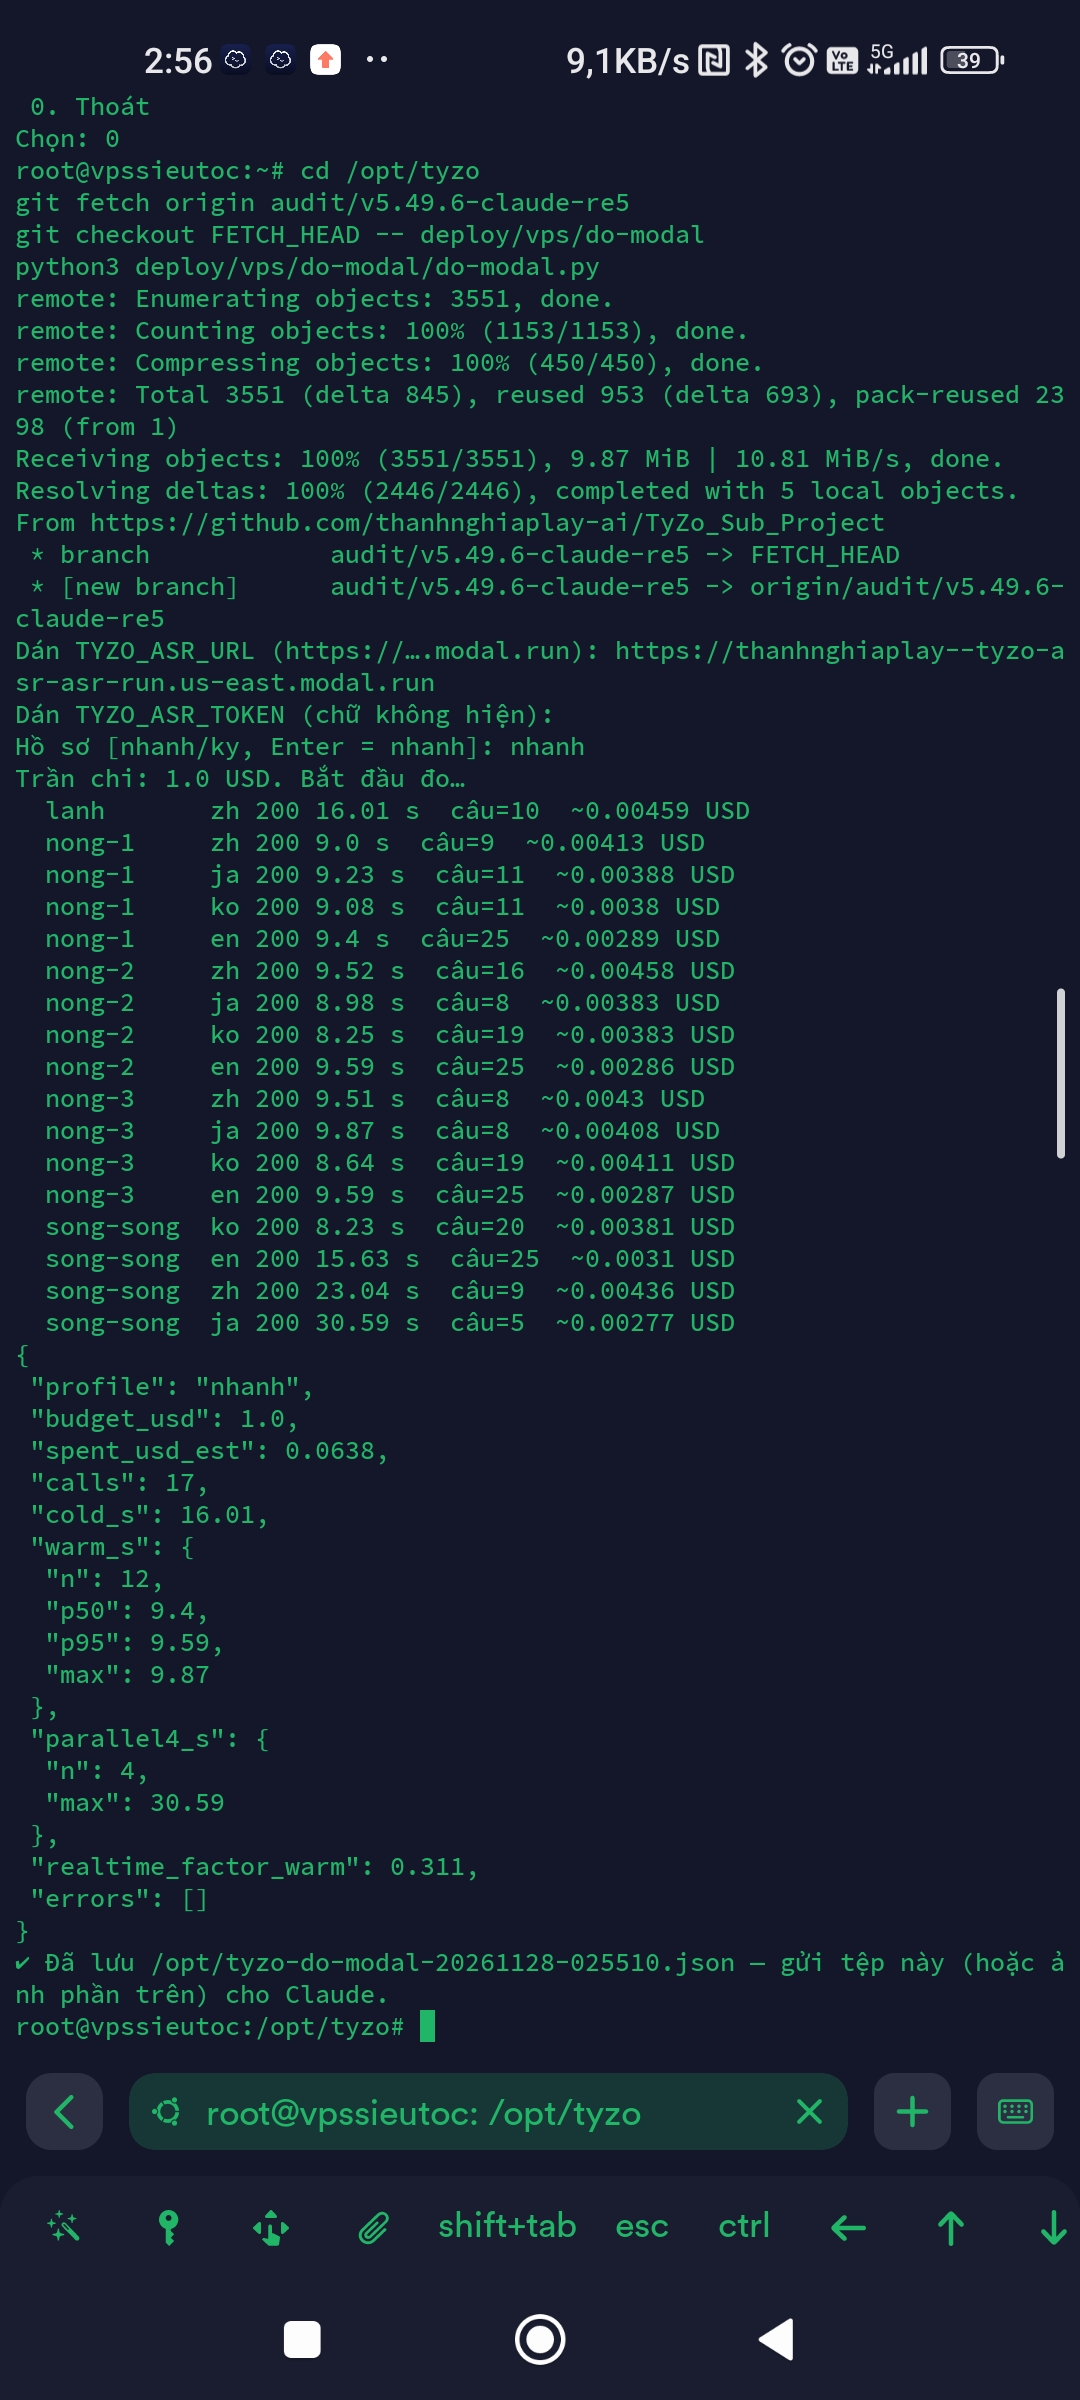 2:56 9,1KB/s 5G Vo LTE 39
0. Thoát
Chọn: 0
root@vpssieutoc:~# cd /opt/tyzo
git fetch origin audit/v5.49.6-claude-re5
git checkout FETCH_HEAD -- deploy/vps/do-modal
python3 deploy/vps/do-modal/do-modal.py
remote: Enumerating objects: 3551, done.
remote: Counting objects: 100% (1153/1153), done.
remote: Compressing objects: 100% (450/450), done.
remote: Total 3551 (delta 845), reused 953 (delta 693), pack-reused 23
98 (from 1)
Receiving objects: 100% (3551/3551), 9.87 MiB | 10.81 MiB/s, done.
Resolving deltas: 100% (2446/2446), completed with 5 local objects.
From https://github.com/thanhnghiaplay-ai/TyZo_Sub_Project
* branch            audit/v5.49.6-claude-re5 -> FETCH_HEAD
* [new branch]      audit/v5.49.6-claude-re5 -> origin/audit/v5.49.6-
claude-re5
Dán TYZO_ASR_URL (https://….modal.run): https://thanhnghiaplay--tyzo-a
sr-asr-run.us-east.modal.run
Dán TYZO_ASR_TOKEN (chữ không hiện):
Hồ sơ [nhanh/ky, Enter = nhanh]: nhanh
Trần chi: 1.0 USD. Bắt đầu đo…
lanh       zh 200 16.01 s  câu=10  ~0.00459 USD
nong-1     zh 200 9.0 s  câu=9  ~0.00413 USD
nong-1     ja 200 9.23 s  câu=11  ~0.00388 USD
nong-1     ko 200 9.08 s  câu=11  ~0.0038 USD
nong-1     en 200 9.4 s  câu=25  ~0.00289 USD
nong-2     zh 200 9.52 s  câu=16  ~0.00458 USD
nong-2     ja 200 8.98 s  câu=8  ~0.00383 USD
nong-2     ko 200 8.25 s  câu=19  ~0.00383 USD
nong-2     en 200 9.59 s  câu=25  ~0.00286 USD
nong-3     zh 200 9.51 s  câu=8  ~0.0043 USD
nong-3     ja 200 9.87 s  câu=8  ~0.00408 USD
nong-3     ko 200 8.64 s  câu=19  ~0.00411 USD
nong-3     en 200 9.59 s  câu=25  ~0.00287 USD
song-song  ko 200 8.23 s  câu=20  ~0.00381 USD
song-song  en 200 15.63 s  câu=25  ~0.0031 USD
song-song  zh 200 23.04 s  câu=9  ~0.00436 USD
song-song  ja 200 30.59 s  câu=5  ~0.00277 USD
{
"profile": "nhanh",
"budget_usd": 1.0,
"spent_usd_est": 0.0638,
"calls": 17,
"cold_s": 16.01,
"warm_s": {
"n": 12,
"p50": 9.4,
"p95": 9.59,
"max": 9.87
},
"parallel4_s": {
"n": 4,
"max": 30.59
},
"realtime_factor_warm": 0.311,
"errors": []
}
✔ Đã lưu /opt/tyzo-do-modal-20261128-025510.json — gửi tệp này (hoặc ả
nh phần trên) cho Claude.
root@vpssieutoc:/opt/tyzo#
root@vpssieutoc: /opt/tyzo
shift+tab esc ctrl